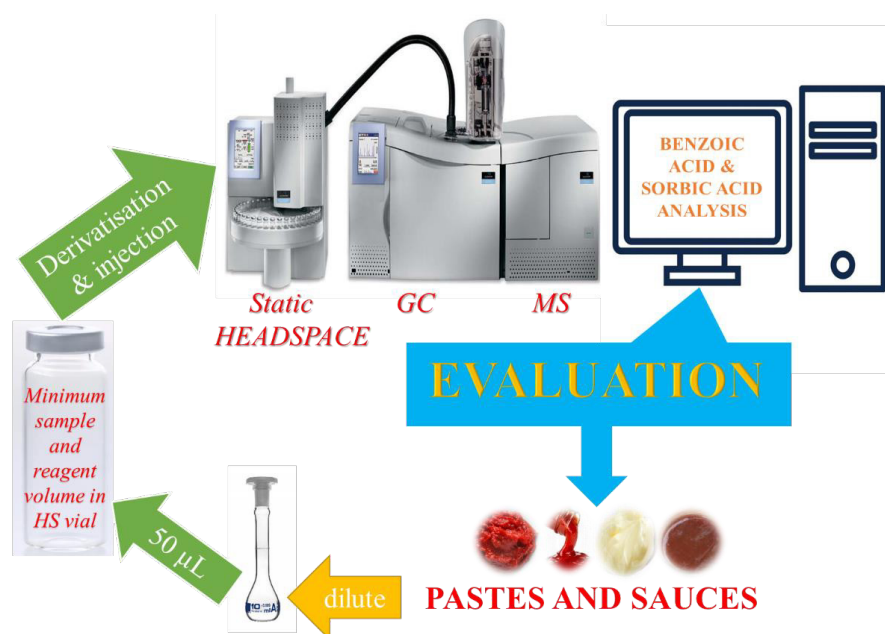 BENZOIC
ACID &
SORBIC ACID
ANALYSIS
Derivatisation
& injection
Static
HEADSPACE
GC
MS
EVALUATION
Minimum
sample
and
reagent
volume in
HS vial
50 µL
dilute
PASTES AND SAUCES